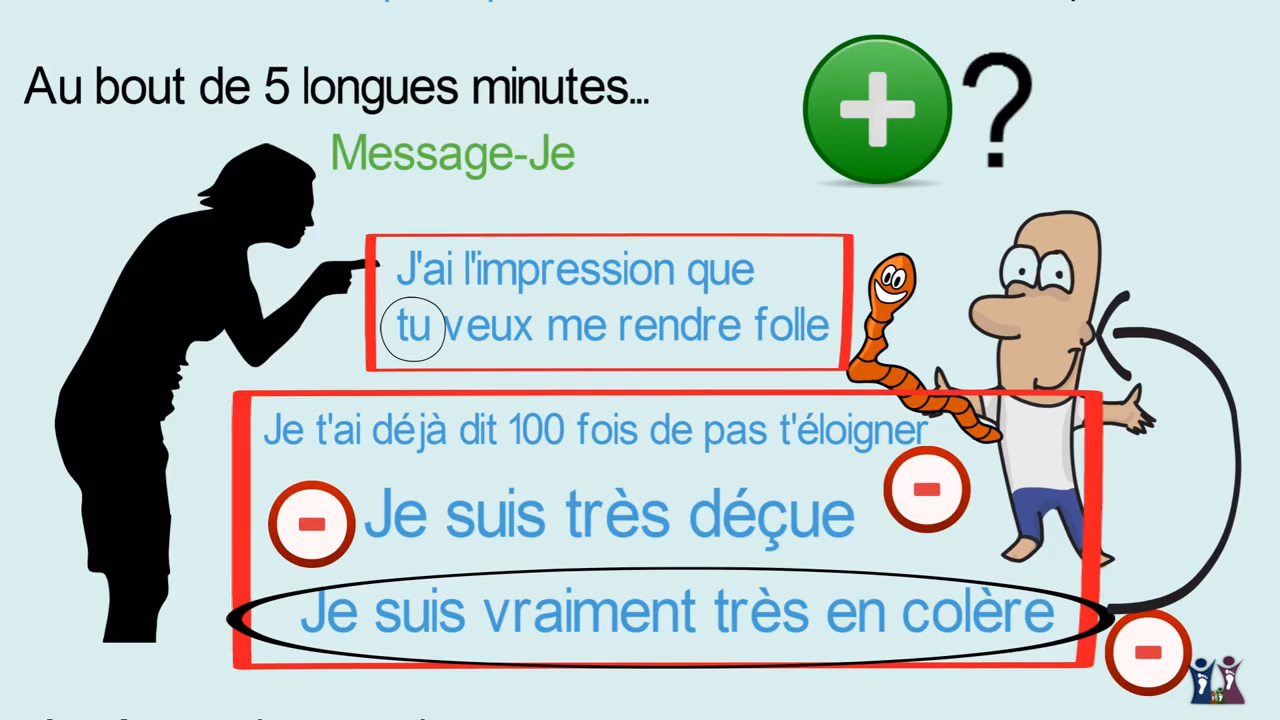 Au bout de 5 longues minutes...
?
Message-Je
J'ai l'impression que
tu veux me rendre folle
Je t'ai déjà dit 100 fois de pas t'éloigner
Je suis très déçue
Je suis vraiment très en colère